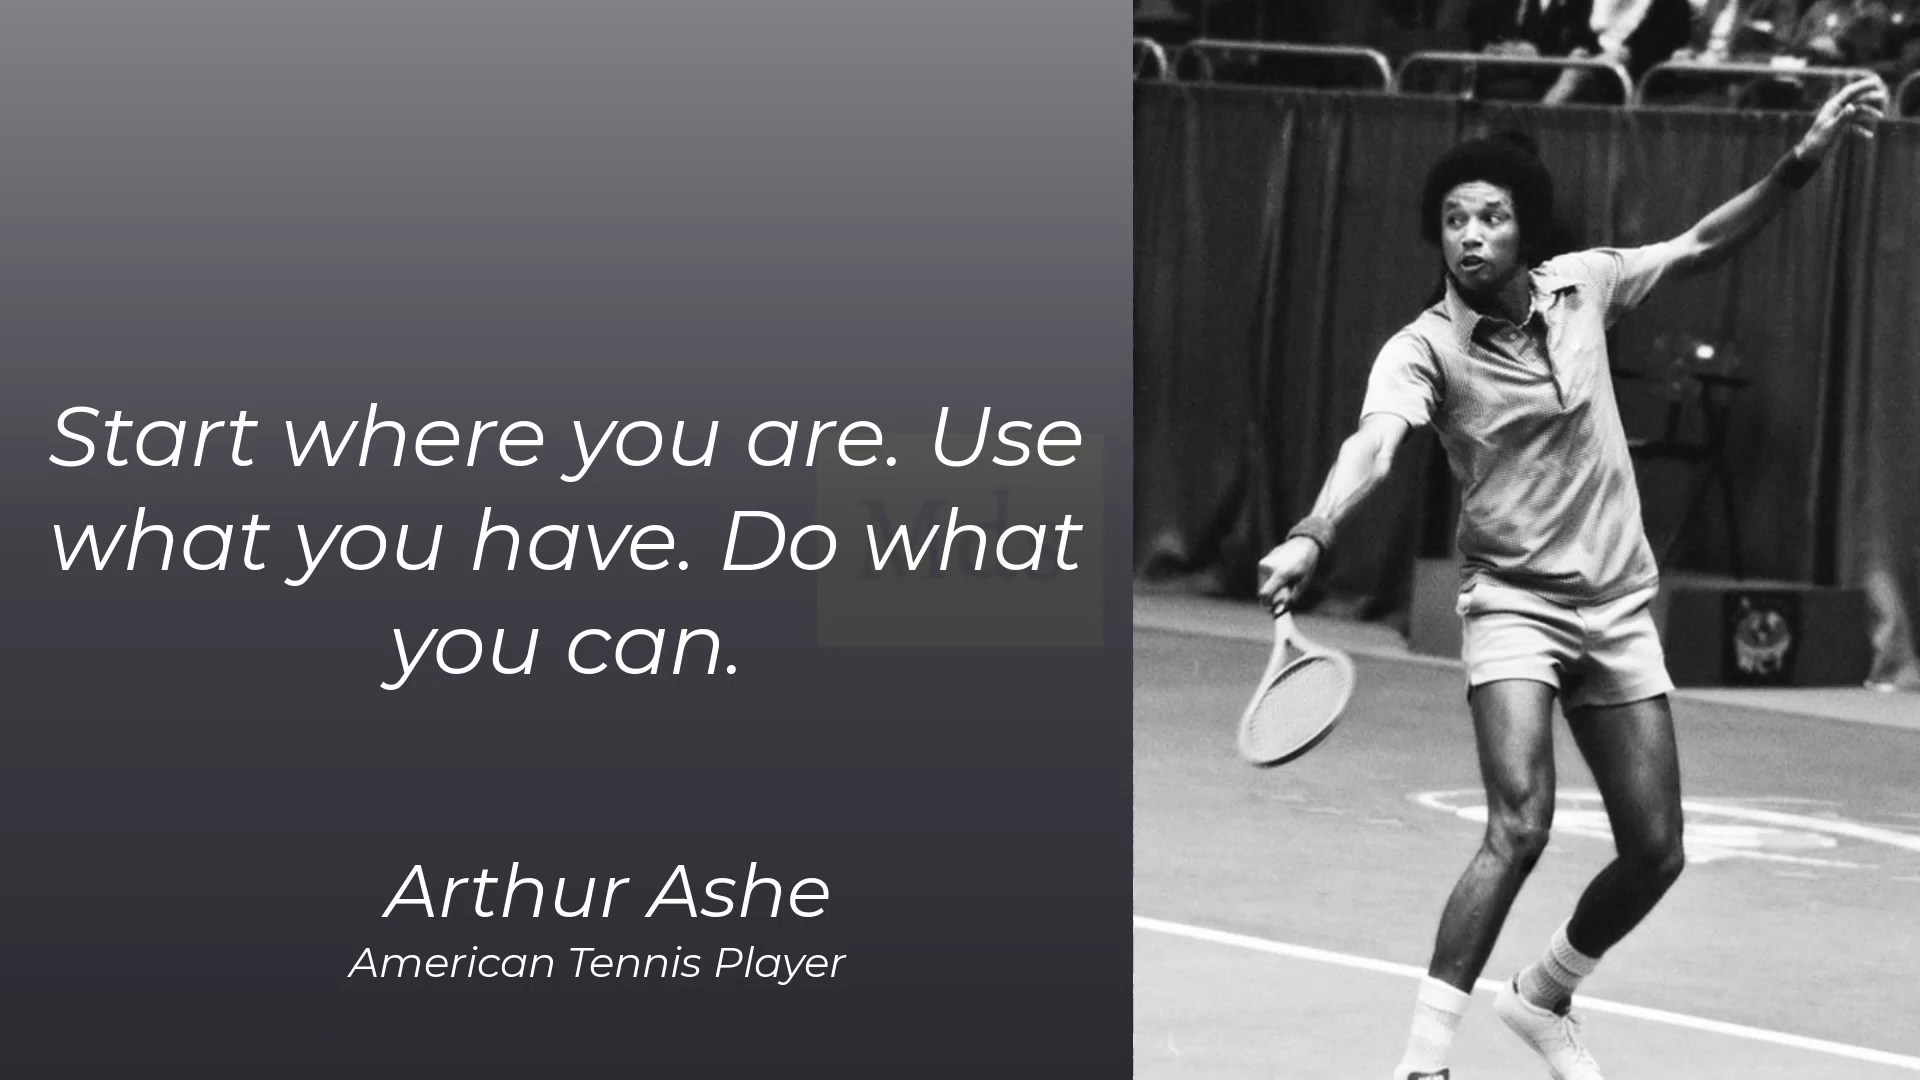 Start where you are. Use
what you have. Do what
you can.
Arthur Ashe
American Tennis Player